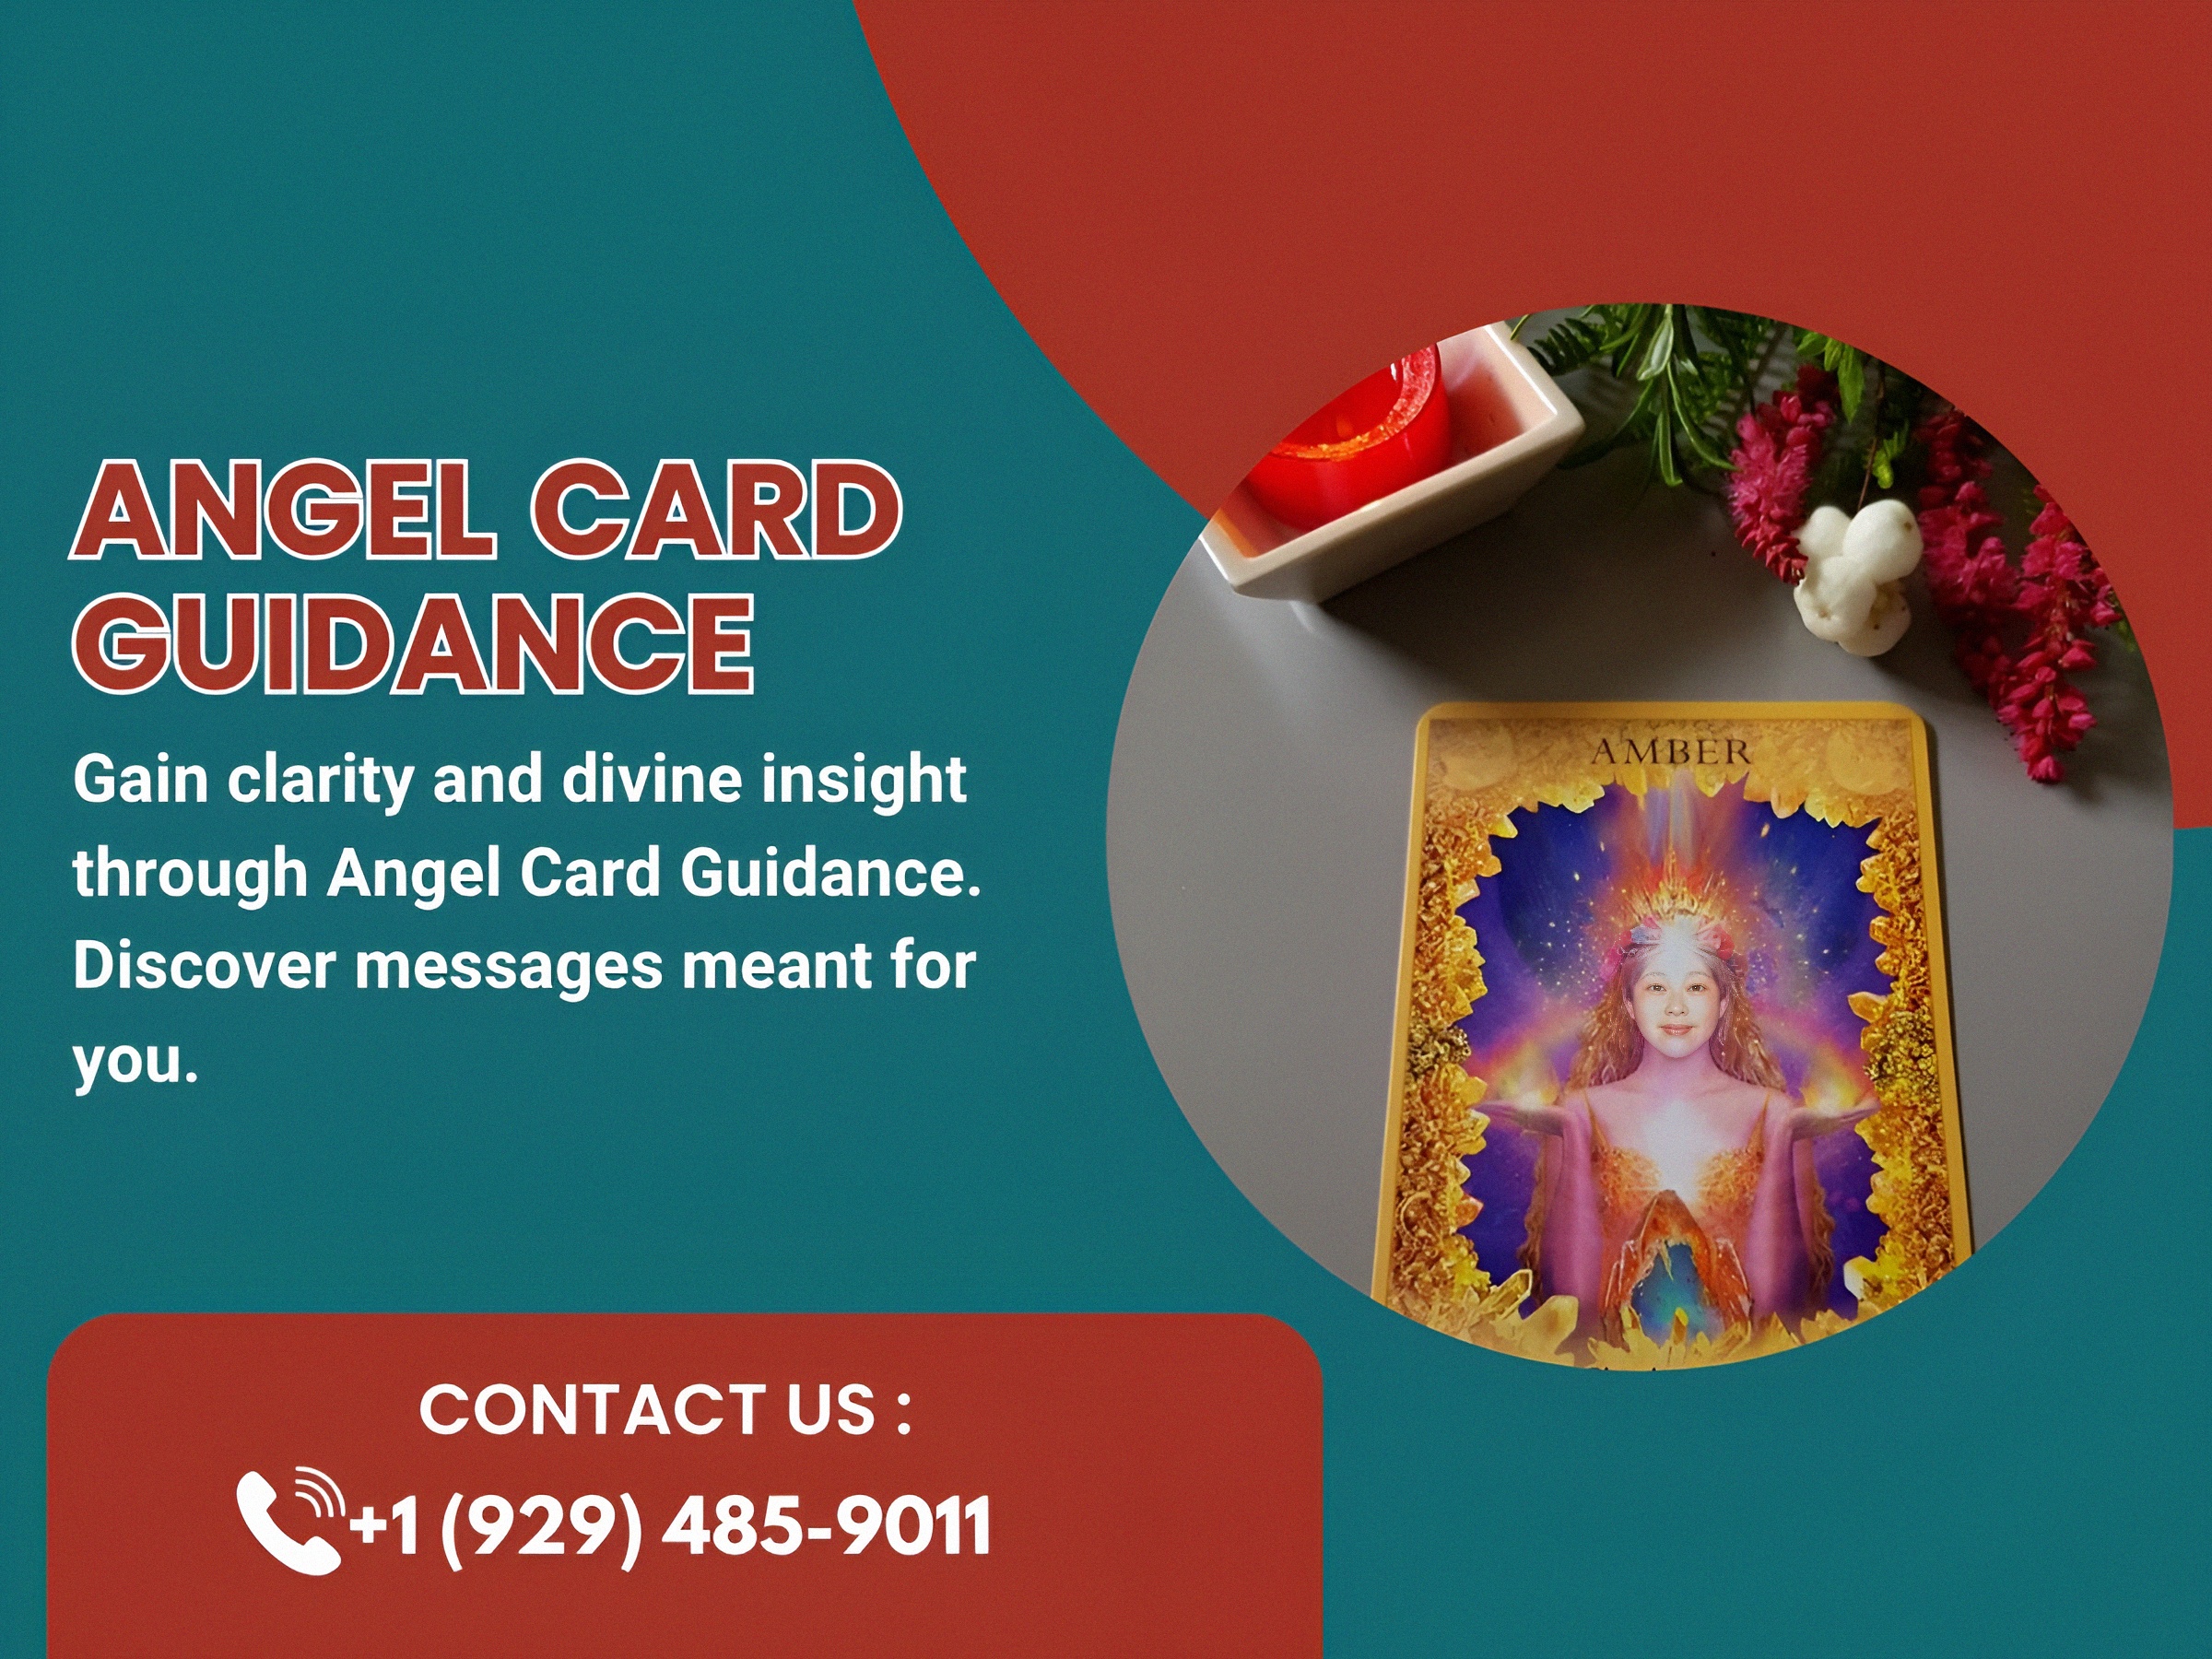 ANGEL CARD
GUIDANCE
Gain clarity and divine insight
through Angel Card Guidance.
Discover messages meant for
you.
AMBER
CONTACT US :
+1 (929) 485-9011